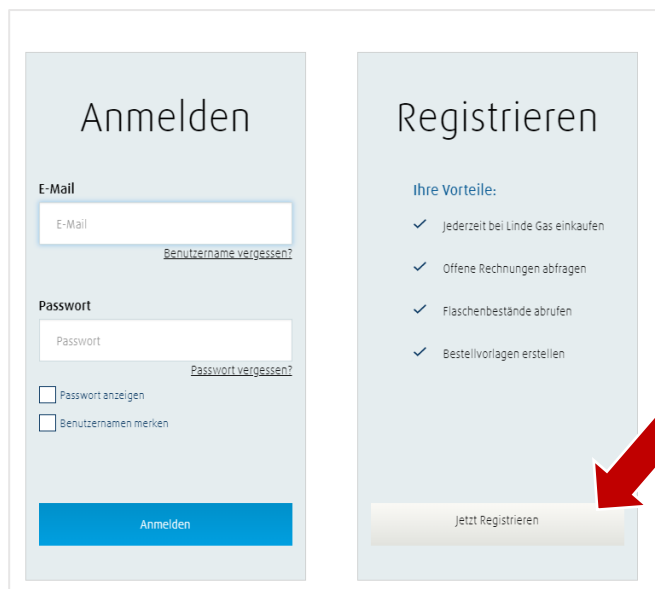 Anmelden
E-Mail
E-Mail
Benutzername vergessen?
Passwort
Passwort
Passwort vergessen?
Passwort anzeigen
Benutzernamen merken
Anmelden
Registrieren
Ihre Vorteile:
Jederzeit bei Linde Gas einkaufen
Offene Rechnungen abfragen
Flaschenbestände abrufen
Bestellvorlagen erstellen
Jetzt Registrieren